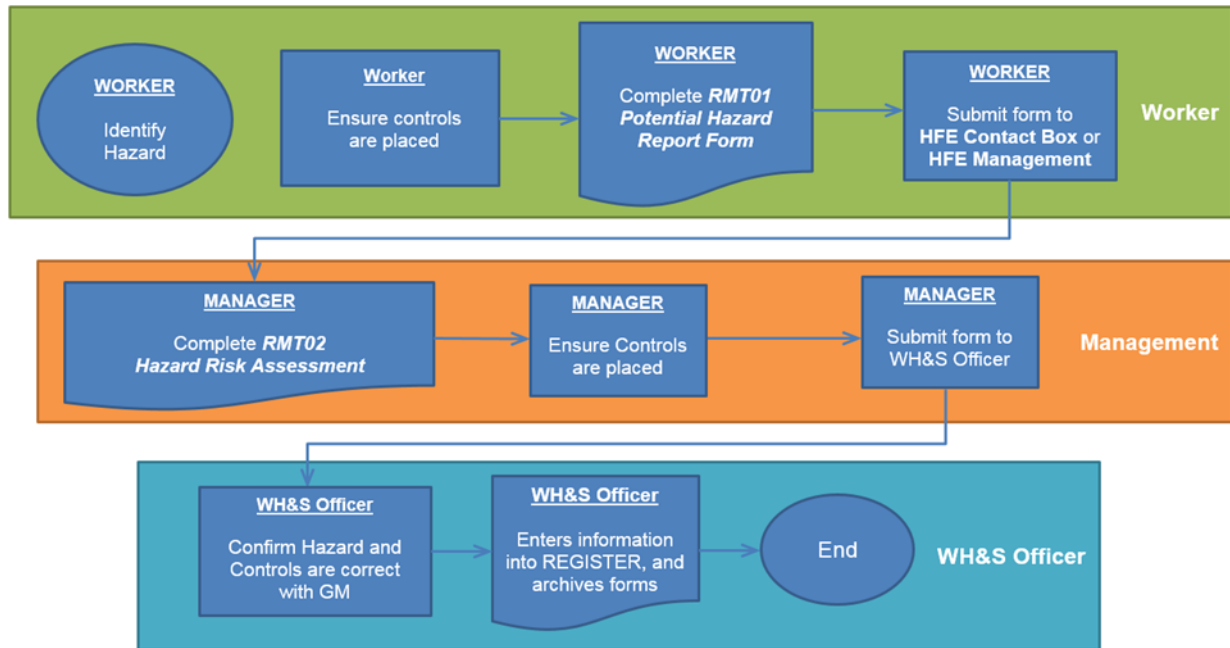 WORKER
Identify
Hazard
Worker
Ensure controls
are placed
WORKER
Complete RMT01
Potential Hazard
Report Form
WORKER
Submit form to
HFE Contact Box or
HFE Management
Worker
MANAGER
Complete RMT02
Hazard Risk Assessment
MANAGER
Ensure Controls
are placed
MANAGER
Submit form to
WH&S Officer
Management
WH&S Officer
Confirm Hazard and
Controls are correct
with GM
WH&S Officer
Enters information
into REGISTER, and
archives forms
End
WH&S Officer